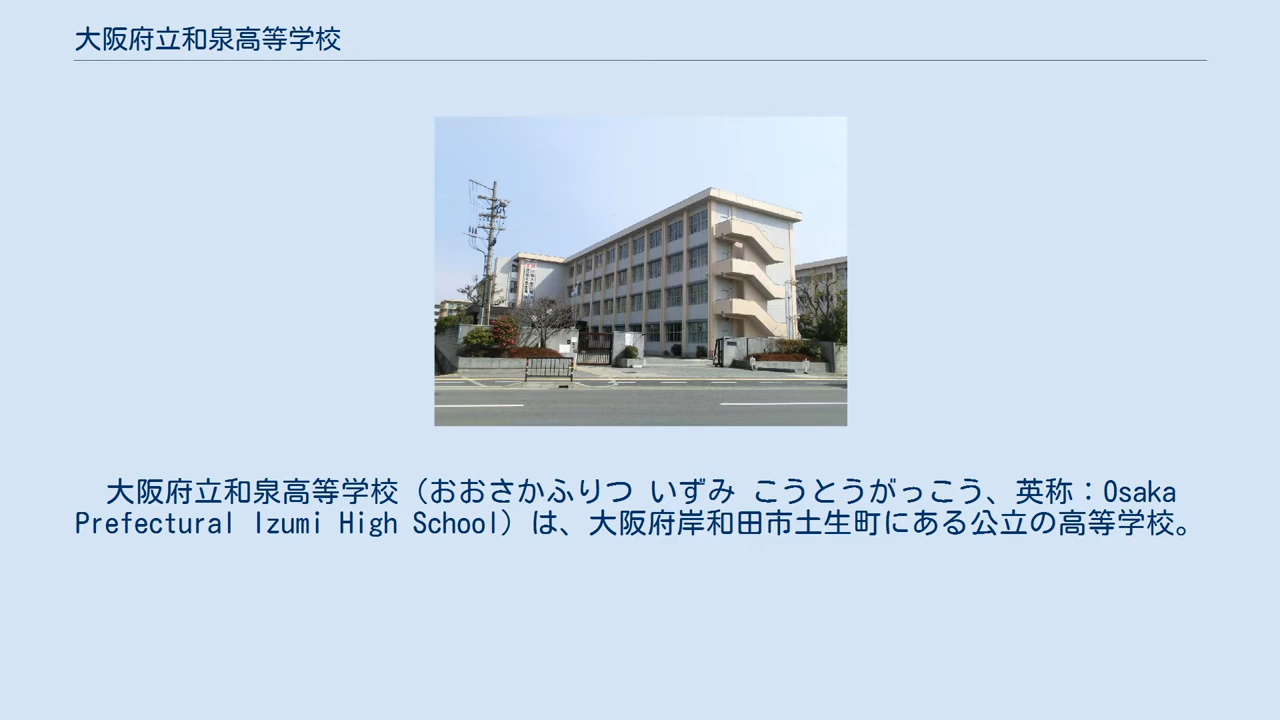 大阪府立和泉高等学校
大阪府立和泉高等学校（おおさかふりつ いずみ こうとうがっこう、英称：Osaka
Prefectural Izumi High School）は、大阪府岸和田市土生町にある公立の高等学校。